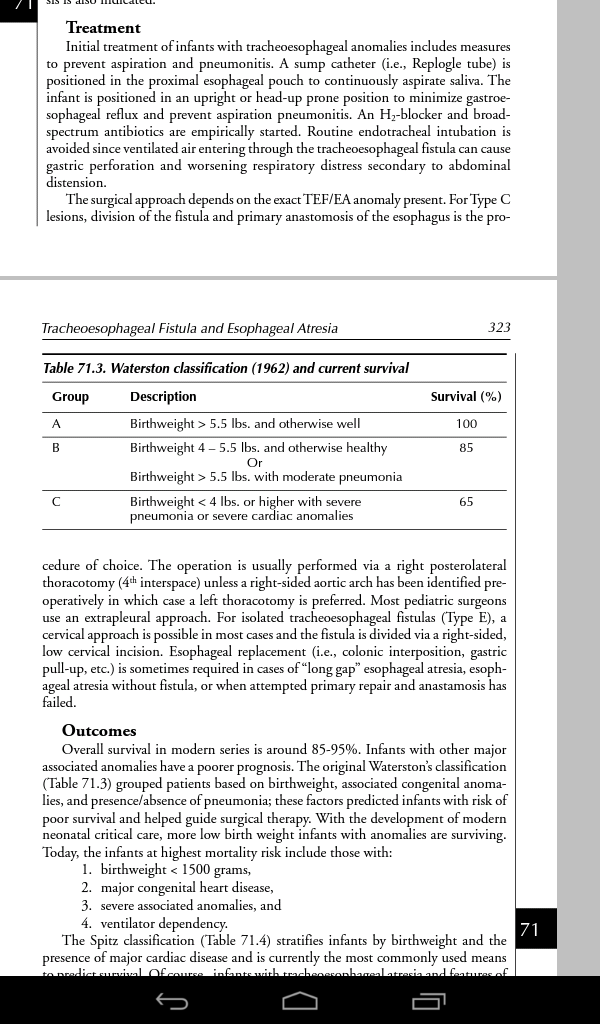 71
sis is also indicated.
Treatment
Initial treatment of infants with tracheoesophageal anomalies includes measures
to prevent aspiration and pneumonitis. A sump catheter (i.e., Replogle tube) is
positioned in the proximal esophageal pouch to continuously aspirate saliva. The
infant is positioned in an upright or head-up prone position to minimize gastroe-
sophageal reflux and prevent aspiration pneumonitis. An H₂-blocker and broad-
spectrum antibiotics are empirically started. Routine endotracheal intubation is
avoided since ventilated air entering through the tracheoesophageal fistula can cause
gastric perforation and worsening respiratory distress secondary to abdominal
distension.
The surgical approach depends on the exact TEF/EA anomaly present. For Type C
lesions, division of the fistula and primary anastomosis of the esophagus is the pro-
Tracheoesophageal Fistula and Esophageal Atresia 323
Table 71.3. Waterston classification (1962) and current survival
Group Description Survival (%)
A Birthweight > 5.5 lbs. and otherwise well 100
B Birthweight 4 – 5.5 lbs. and otherwise healthy 85
Or
Birthweight > 5.5 lbs. with moderate pneumonia
C Birthweight < 4 lbs. or higher with severe 65
pneumonia or severe cardiac anomalies
cedure of choice. The operation is usually performed via a right posterolateral
thoracotomy (4th interspace) unless a right-sided aortic arch has been identified pre-
operatively in which case a left thoracotomy is preferred. Most pediatric surgeons
use an extrapleural approach. For isolated tracheoesophageal fistulas (Type E), a
cervical approach is possible in most cases and the fistula is divided via a right-sided,
low cervical incision. Esophageal replacement (i.e., colonic interposition, gastric
pull-up, etc.) is sometimes required in cases of “long gap” esophageal atresia, esoph-
ageal atresia without fistula, or when attempted primary repair and anastamosis has
failed.
Outcomes
Overall survival in modern series is around 85-95%. Infants with other major
associated anomalies have a poorer prognosis. The original Waterston’s classification
(Table 71.3) grouped patients based on birthweight, associated congenital anoma-
lies, and presence/absence of pneumonia; these factors predicted infants with risk of
poor survival and helped guide surgical therapy. With the development of modern
neonatal critical care, more low birth weight infants with anomalies are surviving.
Today, the infants at highest mortality risk include those with:
1. birthweight < 1500 grams,
2. major congenital heart disease,
3. severe associated anomalies, and
4. ventilator dependency.
71
The Spitz classification (Table 71.4) stratifies infants by birthweight and the
presence of major cardiac disease and is currently the most commonly used means
to predict survival. Of course, infants with tracheoesophageal atresia and features of